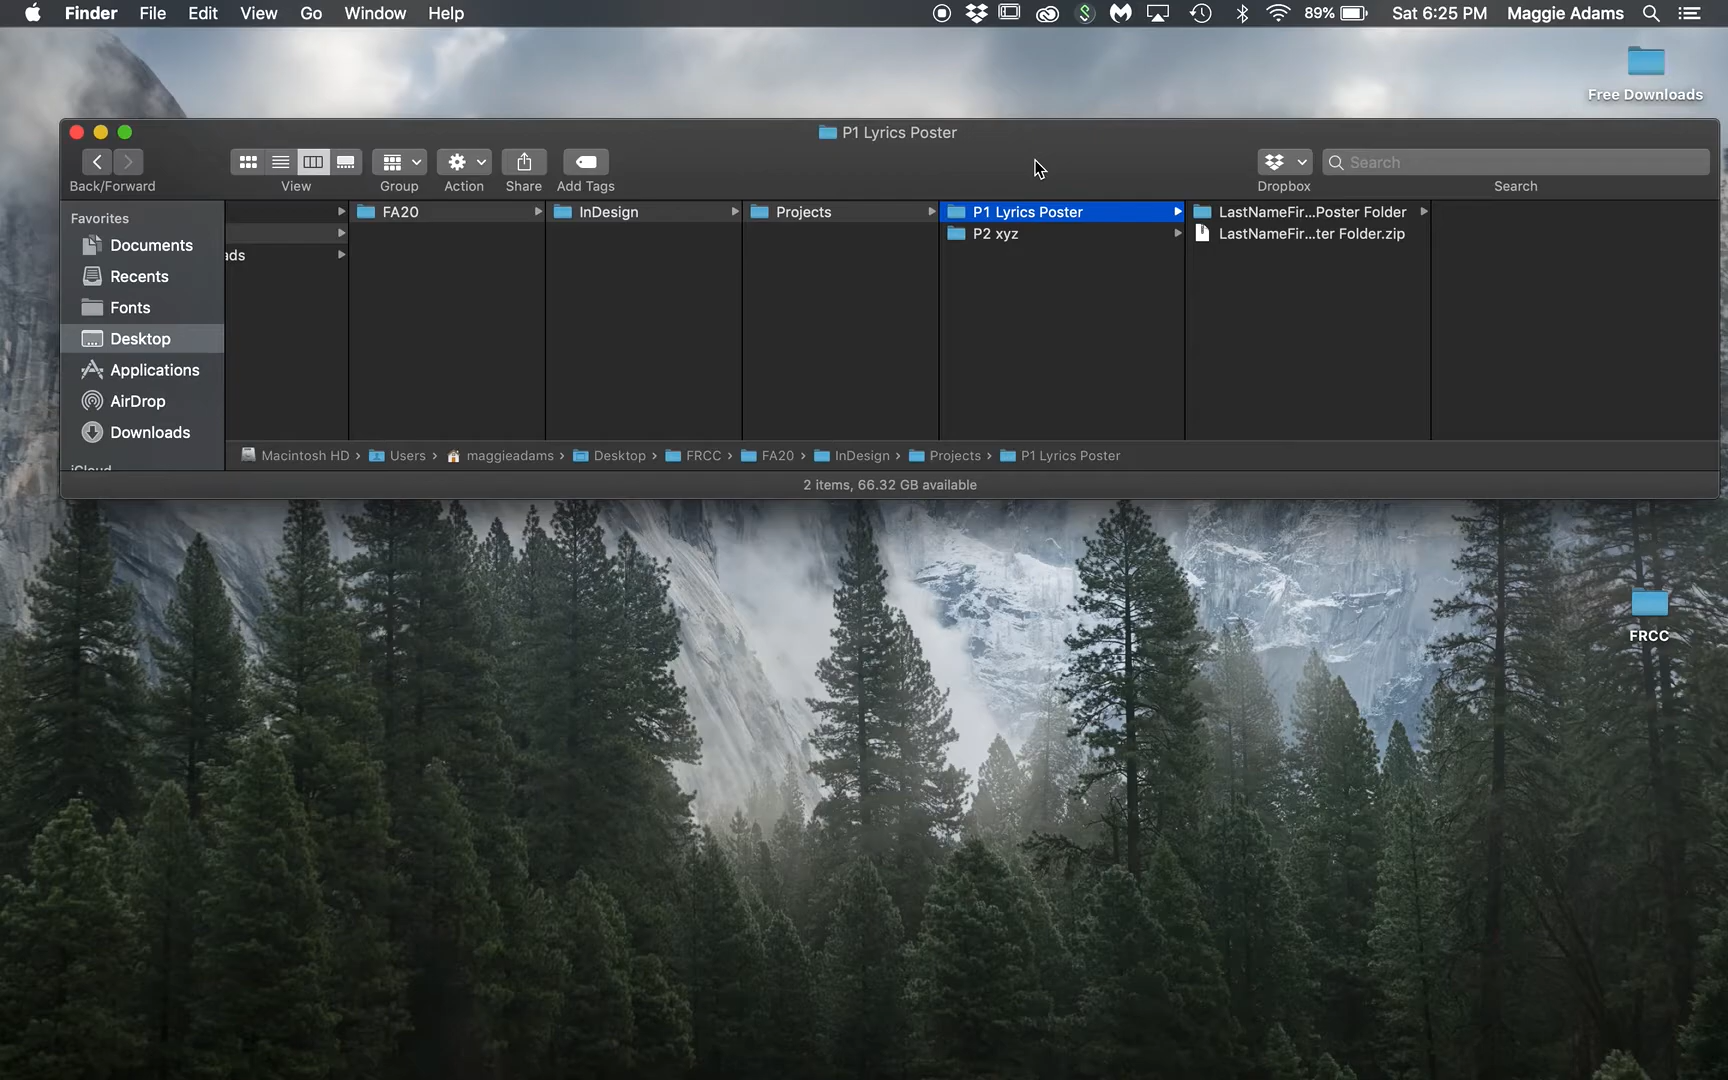 Finder File Edit View Go Window Help 89% Sat 6:25 PM Maggie Adams
Free Downloads
P1 Lyrics Poster
Search
Back/Forward View Group Action Share Add Tags Dropbox Search
Favorites
Documents
Recents
Fonts
Desktop
Applications
AirDrop
Downloads
iCloud
ads
FA20
InDesign
Projects
P1 Lyrics Poster
P2 xyz
LastNameFir...Poster Folder
LastNameFir...ter Folder.zip
Macintosh HD › Users › maggieadams › Desktop › FRCC › FA20 › InDesign › Projects › P1 Lyrics Poster
2 items, 66.32 GB available
FRCC